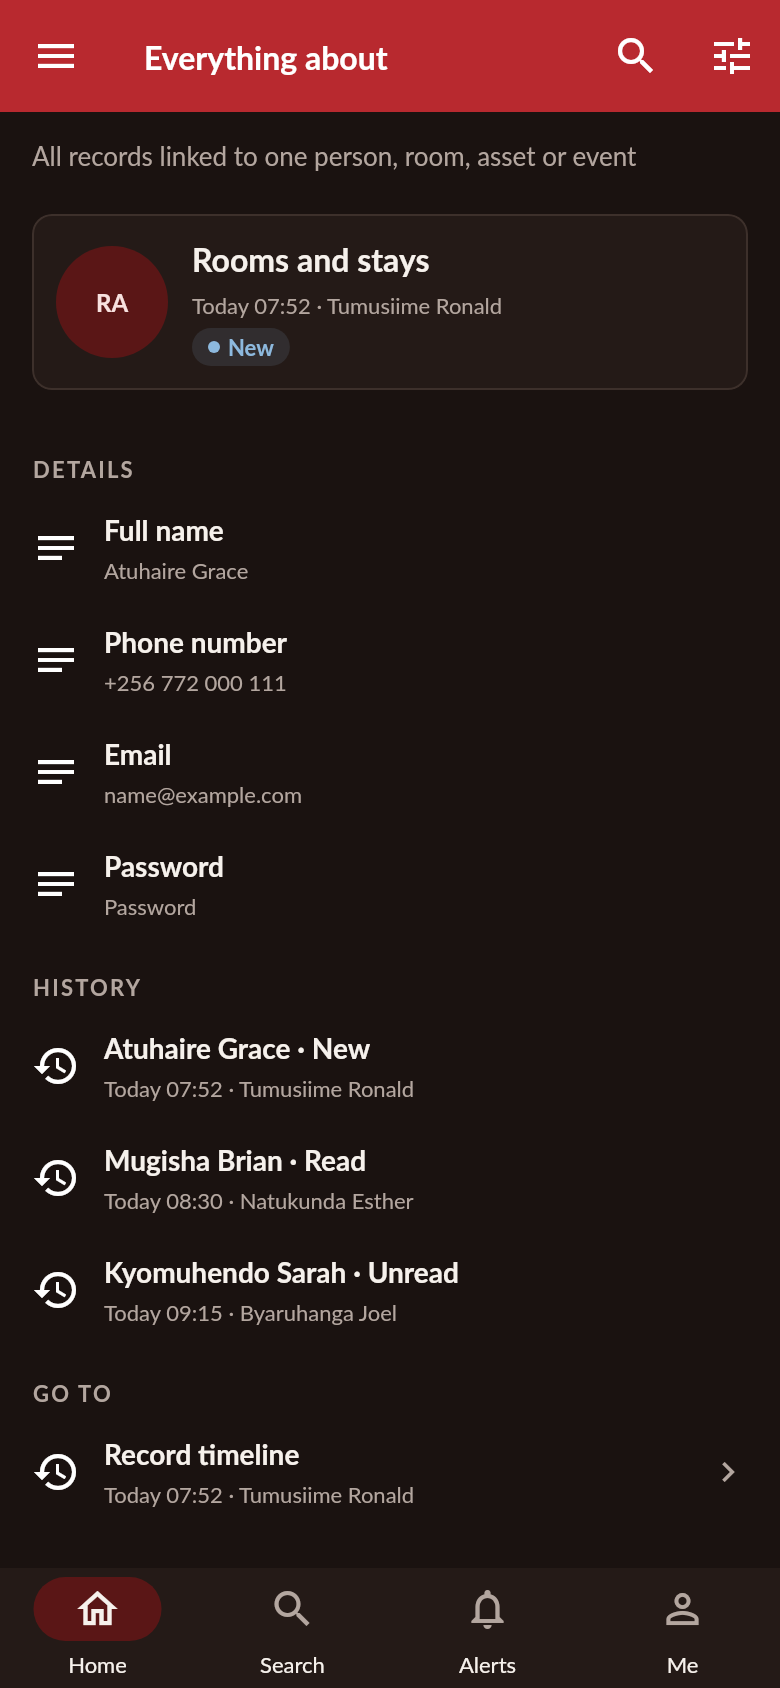 Everything about
All records linked to one person, room, asset or event
RA
Rooms and stays
Today 07:52 · Tumusiime Ronald
New
DETAILS
Full name
Atuhaire Grace
Phone number
+256 772 000 111
Email
name@example.com
Password
Password
HISTORY
Atuhaire Grace · New
Today 07:52 · Tumusiime Ronald
Mugisha Brian · Read
Today 08:30 · Natukunda Esther
Kyomuhendo Sarah · Unread
Today 09:15 · Byaruhanga Joel
GO TO
Record timeline
Today 07:52 · Tumusiime Ronald
Home
Search
Alerts
Me